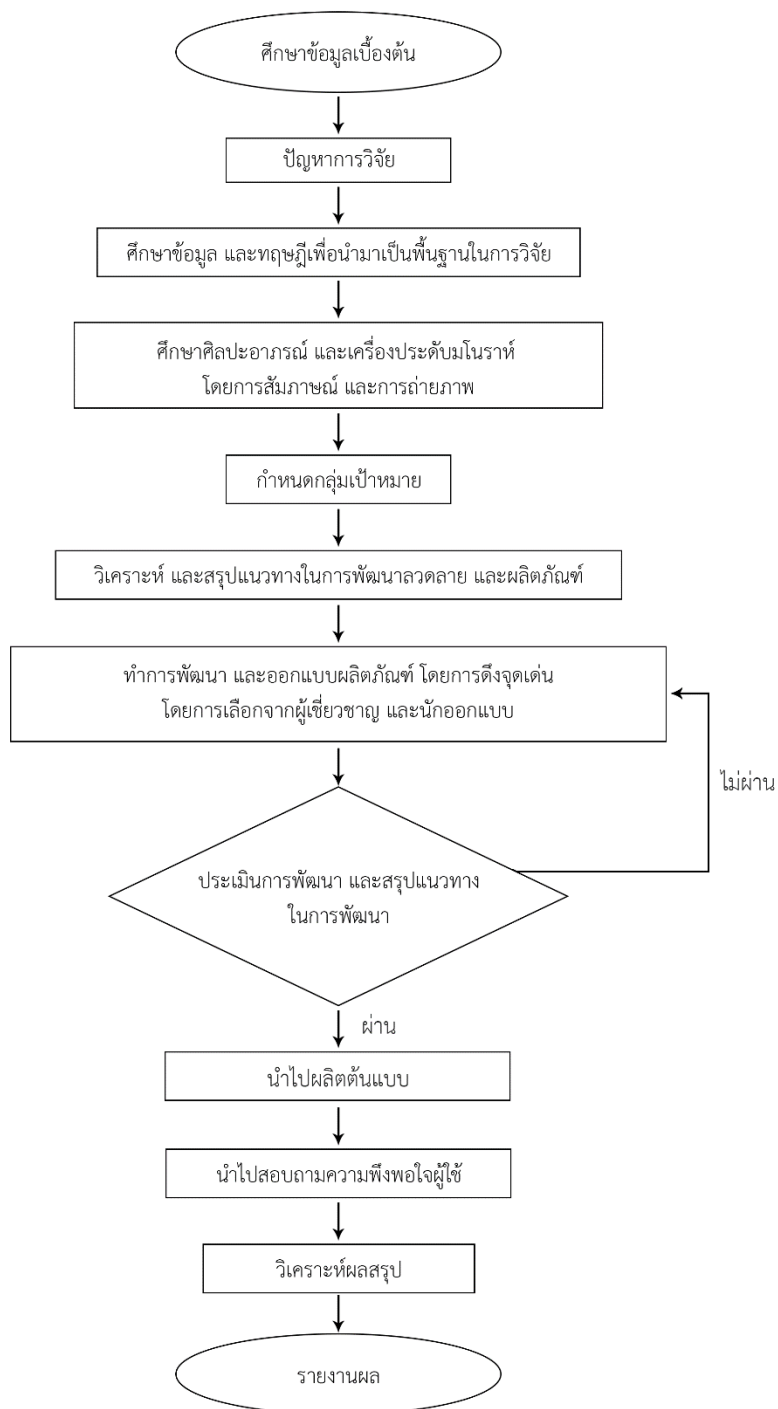 ศึกษาข้อมูลเบื้องต้น
ปัญหาการวิจัย
ศึกษาข้อมูล และทฤษฎีเพื่อนำมาเป็นพื้นฐานในการวิจัย
ศึกษาศิลปะอาภรณ์ และเครื่องประดับมโนราห์
โดยการสัมภาษณ์ และการถ่ายภาพ
กำหนดกลุ่มเป้าหมาย
วิเคราะห์ และสรุปแนวทางในการพัฒนาลวดลาย และผลิตภัณฑ์
ทำการพัฒนา และออกแบบผลิตภัณฑ์ โดยการดึงจุดเด่น
โดยการเลือกจากผู้เชี่ยวชาญ และนักออกแบบ
ไม่ผ่าน
ประเมินการพัฒนา และสรุปแนวทาง
ในการพัฒนา
ผ่าน
นำไปผลิตต้นแบบ
นำไปสอบถามความพึงพอใจผู้ใช้
วิเคราะห์ผลสรุป
รายงานผล